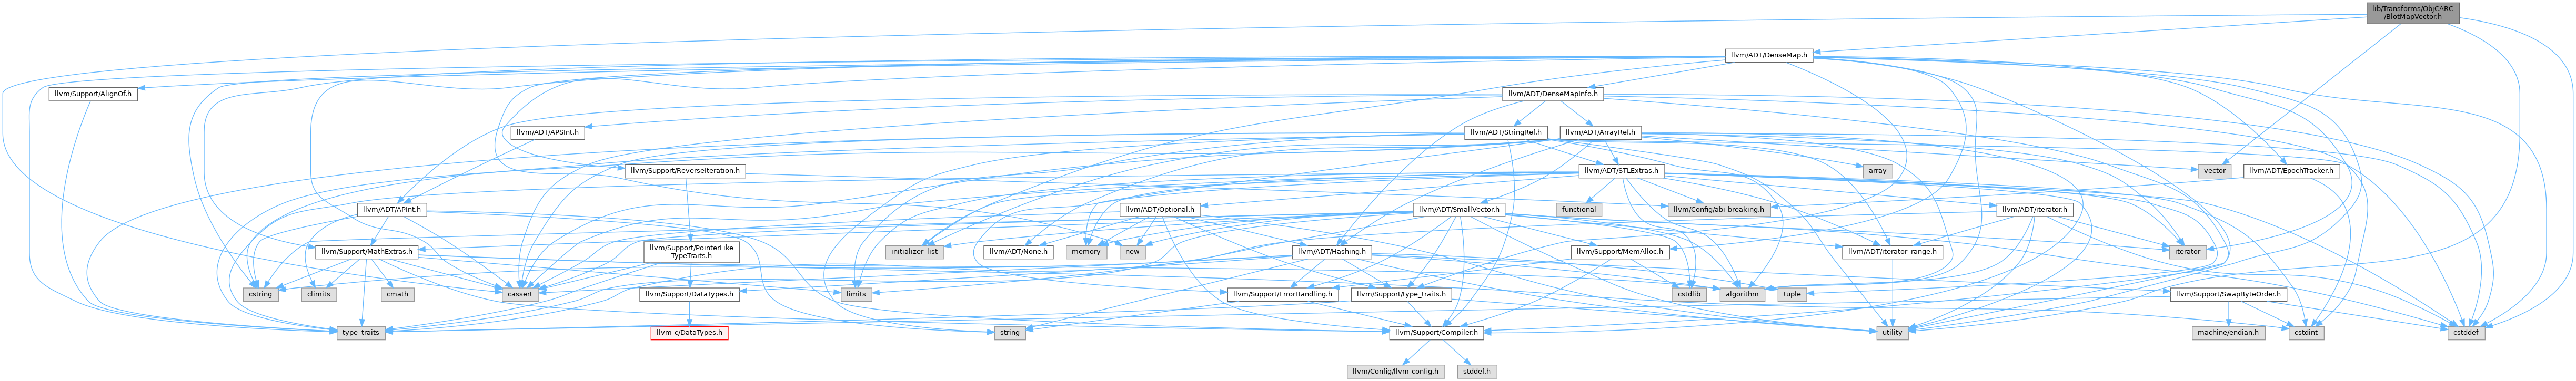 lib/Transforms/ObjCARC
/BlotMapVector.h
llvm/ADT/DenseMap.h
llvm/Support/AlignOf.h
llvm/ADT/DenseMapInfo.h
llvm/ADT/APSInt.h
llvm/ADT/StringRef.h
llvm/ADT/ArrayRef.h
llvm/Support/ReverseIteration.h
llvm/ADT/STLExtras.h
array
vector
llvm/ADT/EpochTracker.h
llvm/ADT/APInt.h
llvm/ADT/Optional.h
llvm/ADT/SmallVector.h
functional
llvm/Config/abi-breaking.h
llvm/ADT/iterator.h
llvm/Support/MathExtras.h
llvm/Support/PointerLike
TypeTraits.h
initializer_list
llvm/ADT/None.h
memory
new
llvm/ADT/Hashing.h
llvm/Support/MemAlloc.h
llvm/ADT/iterator_range.h
iterator
cstring
climits
cmath
cassert
llvm/Support/DataTypes.h
limits
llvm/Support/ErrorHandling.h
llvm/Support/type_traits.h
cstdlib
algorithm
tuple
llvm/Support/SwapByteOrder.h
type_traits
llvm-c/DataTypes.h
string
llvm/Support/Compiler.h
utility
machine/endian.h
cstdint
cstddef
llvm/Config/llvm-config.h
stddef.h